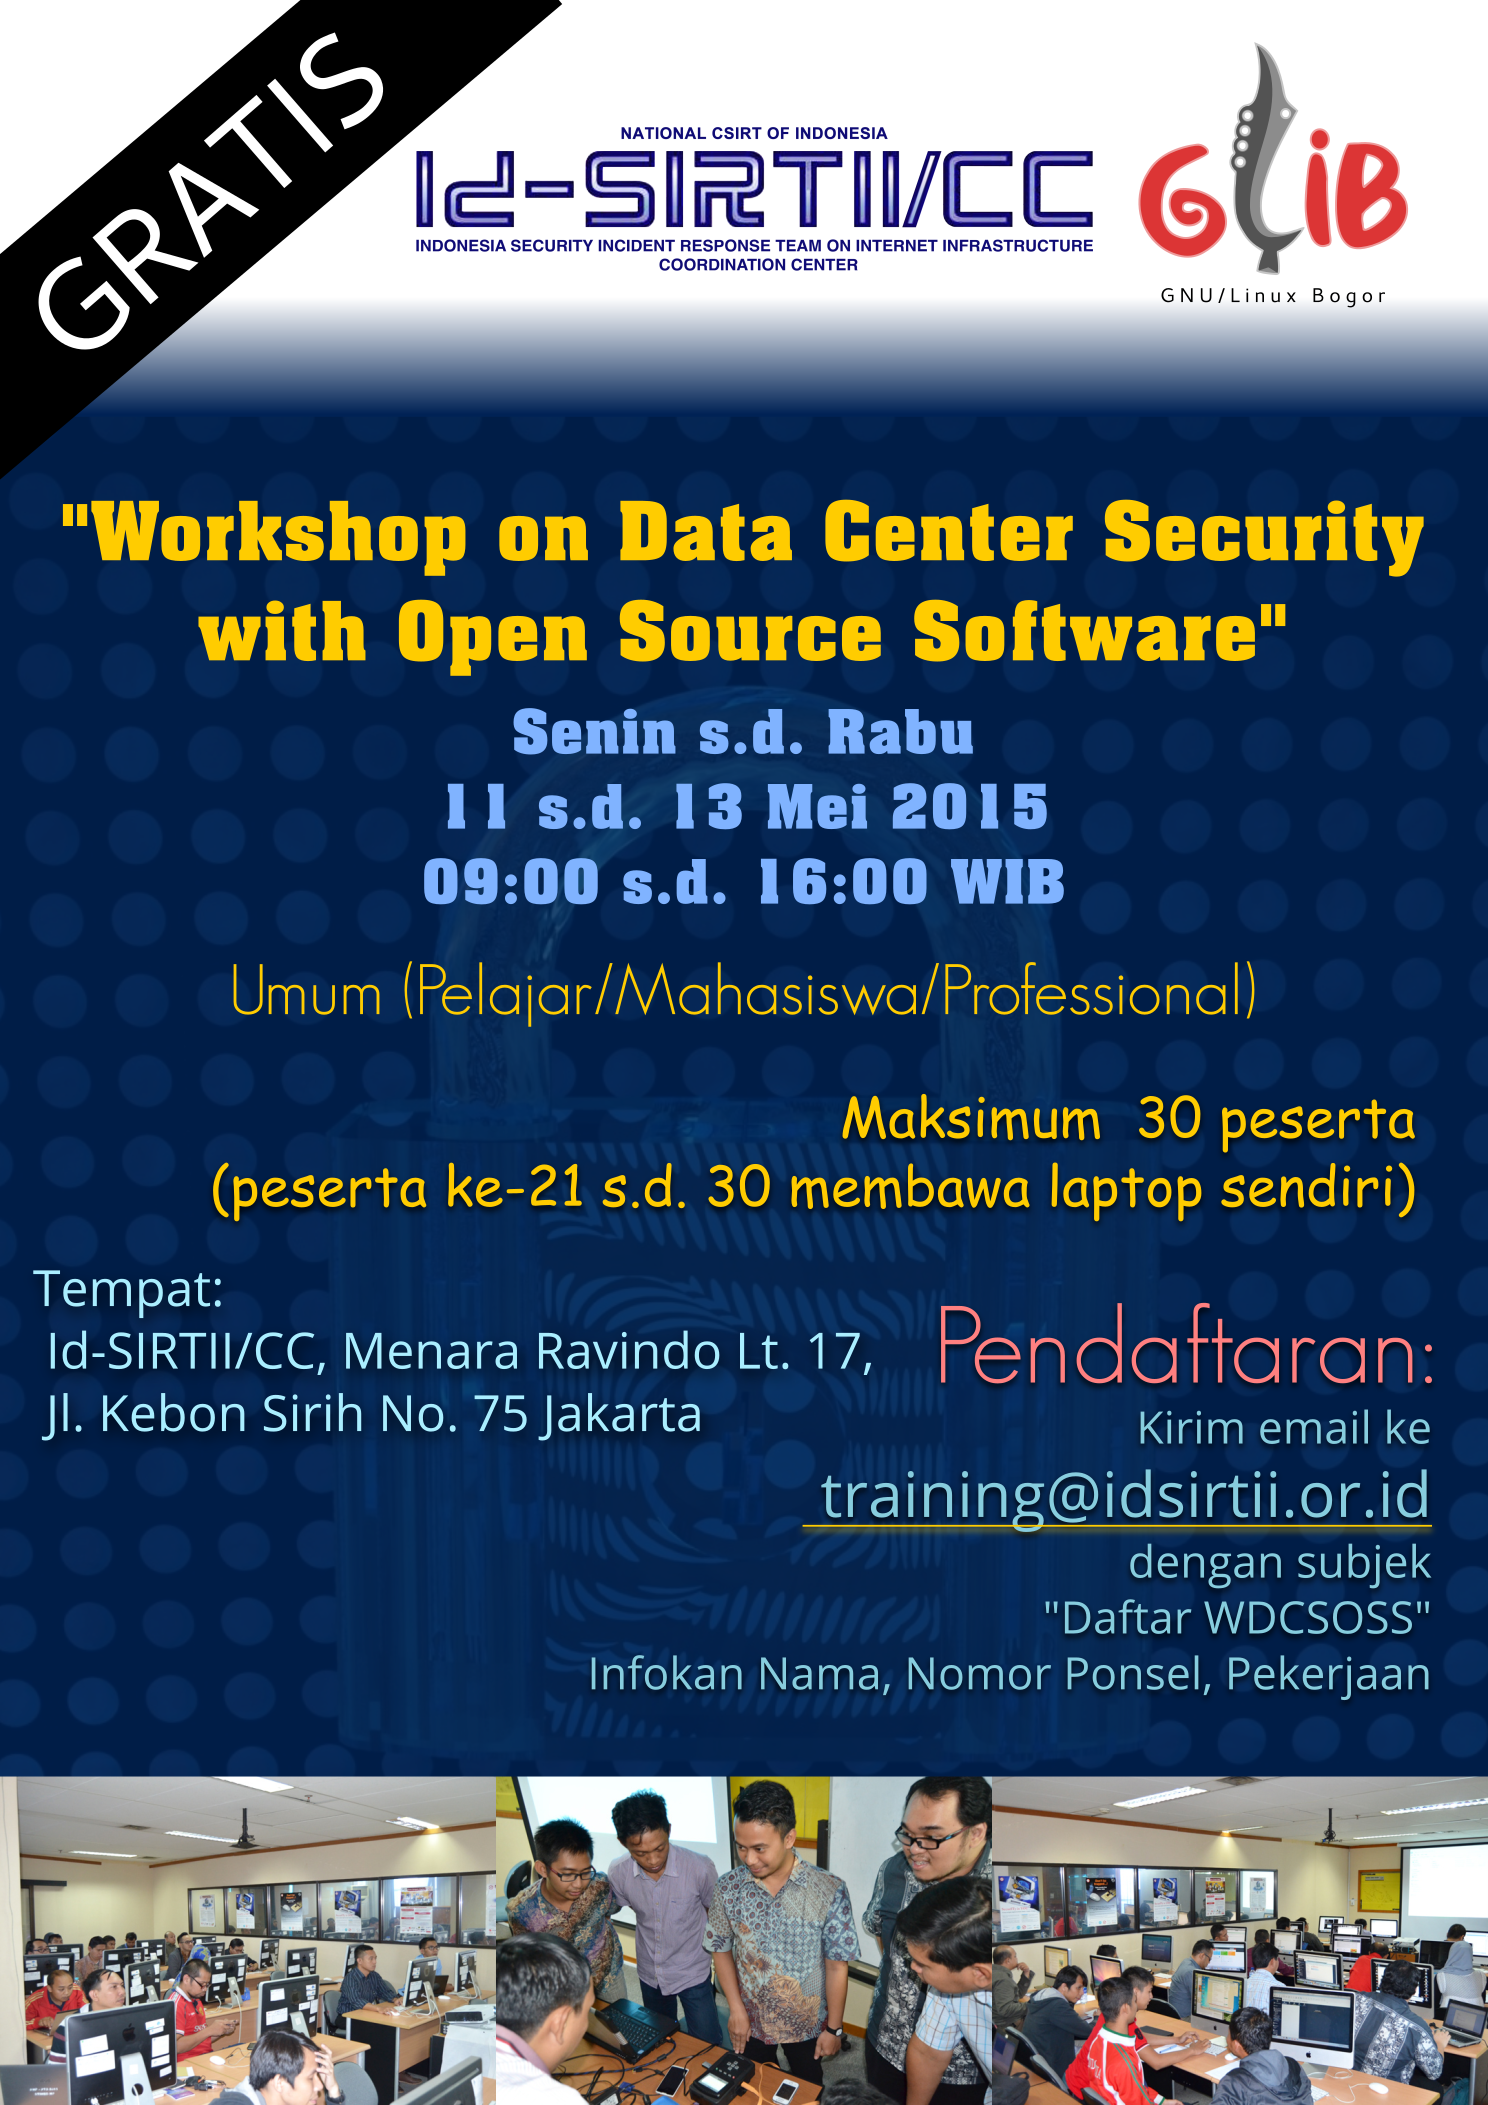 GRATIS
NATIONAL CSIRT OF INDONESIA
Id-SIRTII/CC
INDONESIA SECURITY INCIDENT RESPONSE TEAM ON INTERNET INFRASTRUCTURE
COORDINATION CENTER
GLiB
GNU/Linux Bogor
"Workshop on Data Center Security
with Open Source Software"
Senin s.d. Rabu
11 s.d. 13 Mei 2015
09:00 s.d. 16:00 WIB
Umum (Pelajar/Mahasiswa/Professional)
Maksimum 30 peserta
(peserta ke-21 s.d. 30 membawa laptop sendiri)
Tempat:
Id-SIRTII/CC, Menara Ravindo Lt. 17,
Jl. Kebon Sirih No. 75 Jakarta
Pendaftaran:
Kirim email ke
training@idsirtii.or.id
dengan subjek
"Daftar WDCSOSS"
Infokan Nama, Nomor Ponsel, Pekerjaan